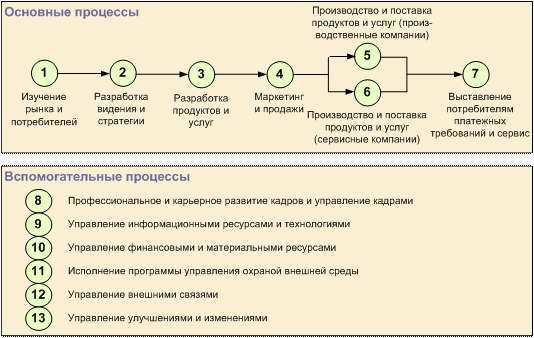 Основные процессы
Производство и поставка
продуктов и услуг (произ-
водственные компании)
1
2
3
4
5
6
7
Изучение
рынка и
потребителей
Разработка
видения и
стратегии
Разработка
продуктов и
услуг
Маркетинг
и продажи
Производство и поставка
продуктов и услуг
(сервисные компании)
Выставление
потребителям
платежных
требований и сервис
Вспомогательные процессы
8 Профессиональное и карьерное развитие кадров и управление кадрами
9 Управление информационными ресурсами и технологиями
10 Управление финансовыми и материальными ресурсами
11 Исполнение программы управления охраной внешней среды
12 Управление внешними связями
13 Управление улучшениями и изменениями